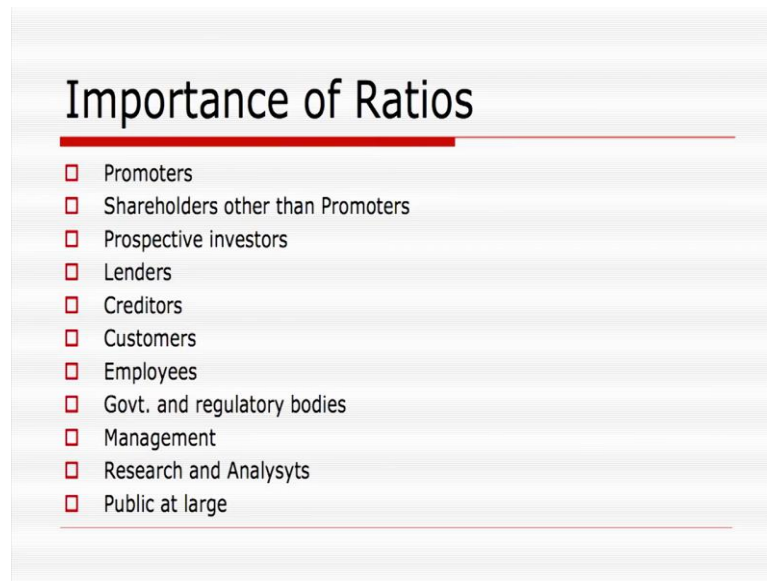 Importance of Ratios
Promoters
Shareholders other than Promoters
Prospective investors
Lenders
Creditors
Customers
Employees
Govt. and regulatory bodies
Management
Research and Analysyts
Public at large